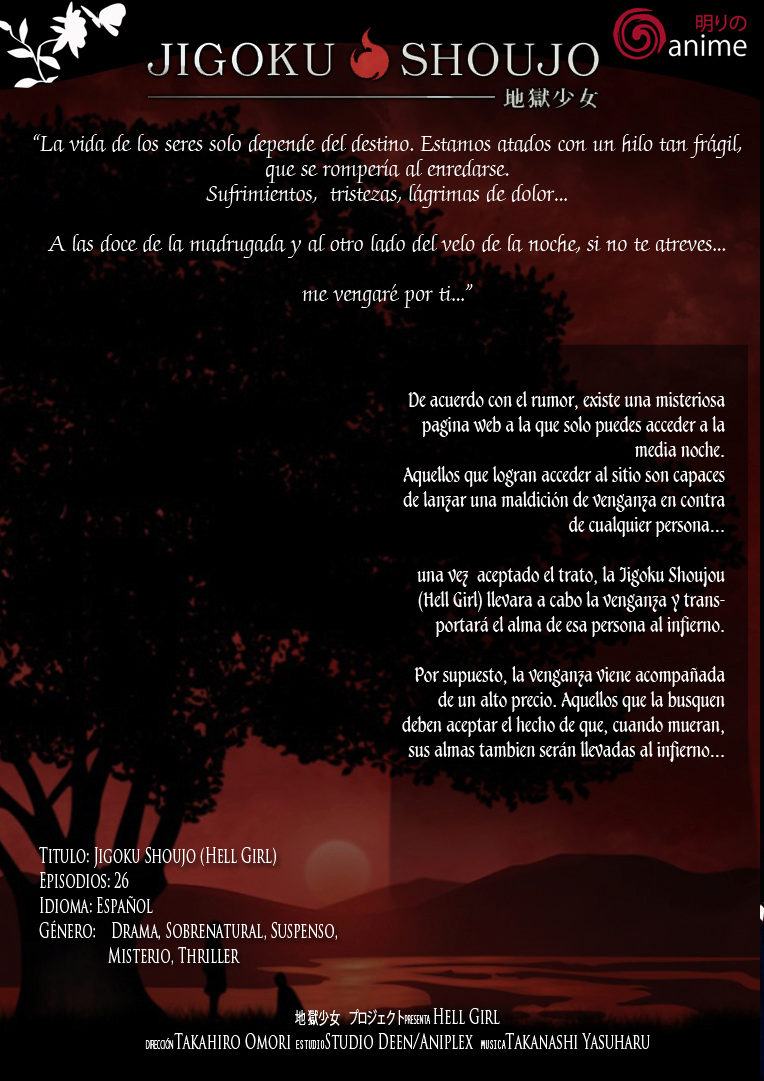 JIGOKU SHOUJO
地獄少女
明りの
anime
“La vida de los seres solo depende del destino. Estamos atados con un hilo tan frágil,
que se rompería al enredarse.
Sufrimientos, tristezas, lágrimas de dolor...
A las doce de la madrugada y al otro lado del velo de la noche, si no te atreves...
me vengaré por ti...”
De acuerdo con el rumor, existe una misteriosa
pagina web a la que solo puedes acceder a la
media noche.
Aquellos que logran acceder al sitio son capaces
de lanzar una maldición de venganza en contra
de cualquier persona...
una vez aceptado el trato, la Jigoku Shoujou
(Hell Girl) llevara a cabo la venganza y trans-
portará el alma de esa persona al infierno.
Por supuesto, la venganza viene acompañada
de un alto precio. Aquellos que la busquen
deben aceptar el hecho de que, cuando mueran,
sus almas tambien serán llevadas al infierno...
Titulo: Jigoku Shoujo (Hell Girl)
Episodios: 26
Idioma: Español
Género: Drama, Sobrenatural, Suspenso,
Misterio, Thriller
地獄少女 プロジェクト PRESENTA Hell Girl
DIRECCIÓN Takahiro Omori ESTUDIO Studio Deen/Aniplex MUSICA Takanashi Yasuharu